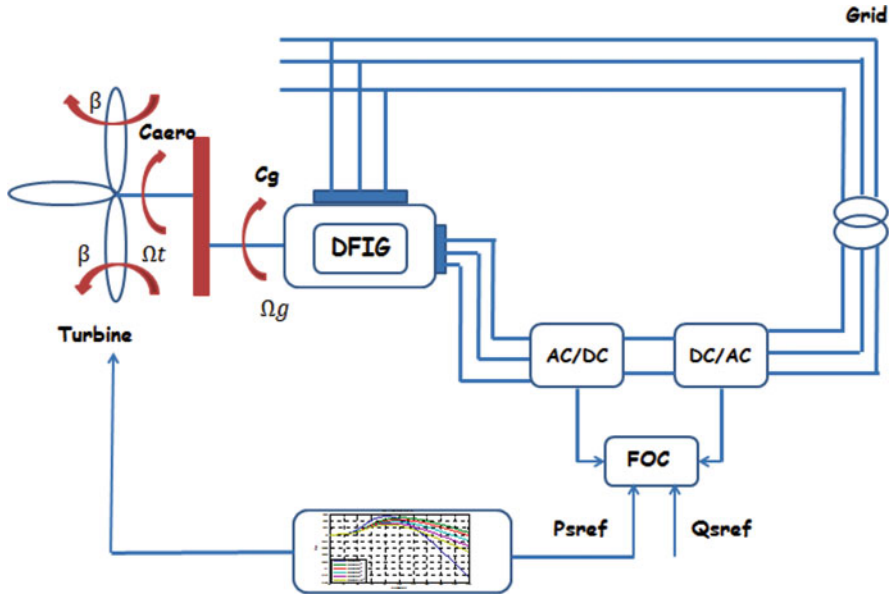 Grid
β
Caero
Cg
DFIG
β
Ωt
Ωg
Turbine
AC/DC
DC/AC
FOC
Psref
Qsref